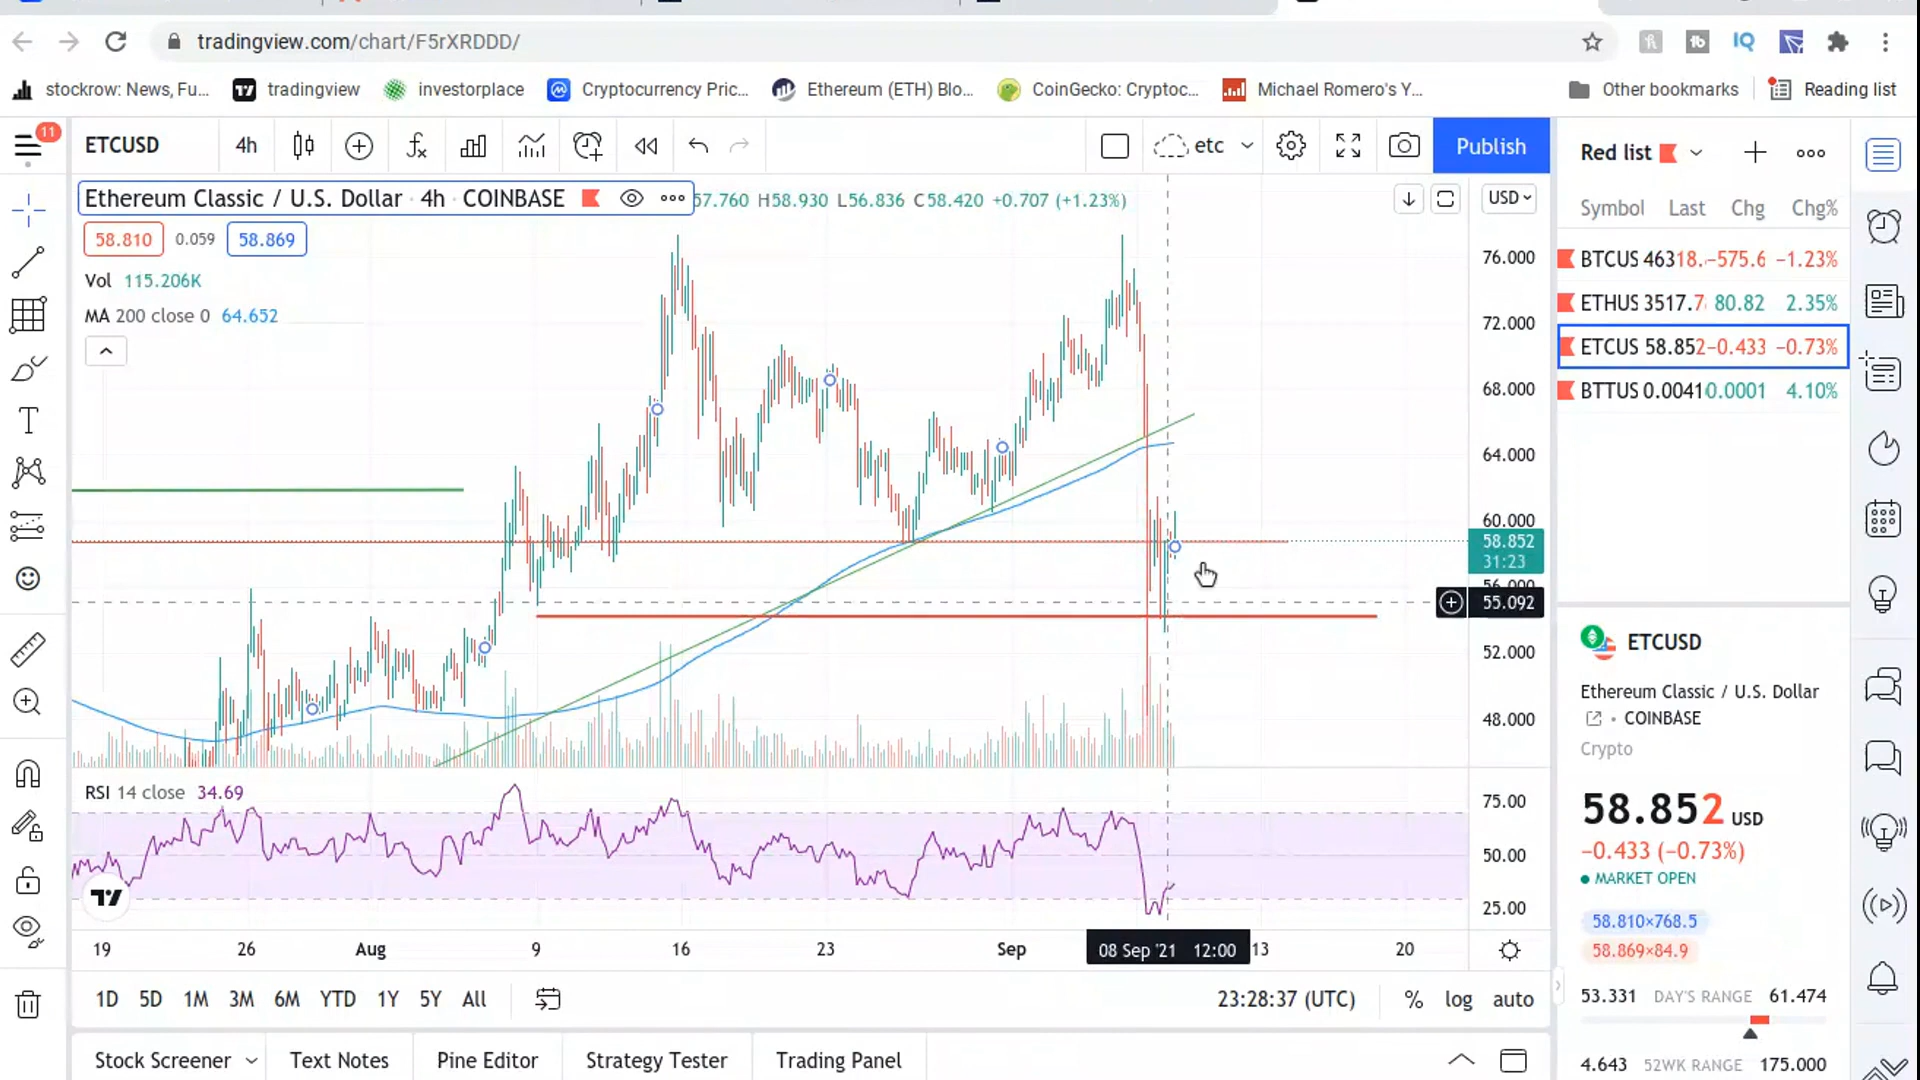 tradingview.com/chart/F5rXRDDD/
stockrow: News, Fu...
tradingview
investorplace
Cryptocurrency Pric...
Ethereum (ETH) Blo...
CoinGecko: Cryptoc...
Michael Romero's Y...
Other bookmarks
Reading list
11
ETCUSD
4h
etc
Publish
Red list
Ethereum Classic / U.S. Dollar · 4h · COINBASE
57.760 H58.930 L56.836 C58.420 +0.707 (+1.23%)
USD
58.810 0.059 58.869
Vol 115.206K
MA 200 close 0 64.652
Symbol Last Chg Chg%
BTCUS 46318. -575.6 -1.23%
ETHUS 3517.7 80.82 2.35%
ETCUS 58.852 -0.433 -0.73%
BTTUS 0.0041 0.0001 4.10%
76.000
72.000
68.000
64.000
60.000
58.852
31:23
56.000
55.092
52.000
48.000
RSI 14 close 34.69
75.00
50.00
25.00
19 26 Aug 9 16 23 Sep 08 Sep '21 12:00 13 20
1D 5D 1M 3M 6M YTD 1Y 5Y All
23:28:37 (UTC) % log auto
Stock Screener
Text Notes
Pine Editor
Strategy Tester
Trading Panel
ETCUSD
Ethereum Classic / U.S. Dollar
• COINBASE
Crypto
58.852 USD
-0.433 (-0.73%)
MARKET OPEN
58.810×768.5
58.869×84.9
53.331 DAY'S RANGE 61.474
4.643 52WK RANGE 175.000